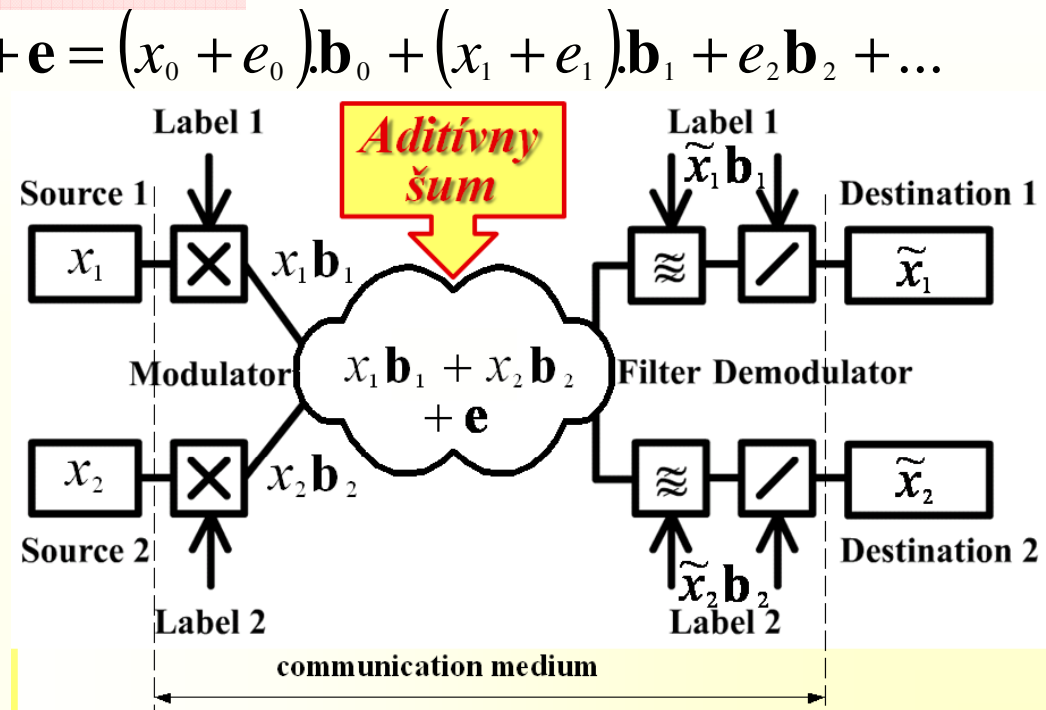 + e = (x₀ + e₀).b₀ + (x₁ + e₁).b₁ + e₂b₂ + ...
Label 1
Aditívny
šum
Label 1
x̃₁b₁
Source 1
Destination 1
x₁
x₁b₁
≋
x̃₁
Modulator
x₁b₁ + x₂b₂
+ e
Filter Demodulator
x₂
x₂b₂
≋
x̃₂
Source 2
Destination 2
x̃₂b₂
Label 2
Label 2
communication medium